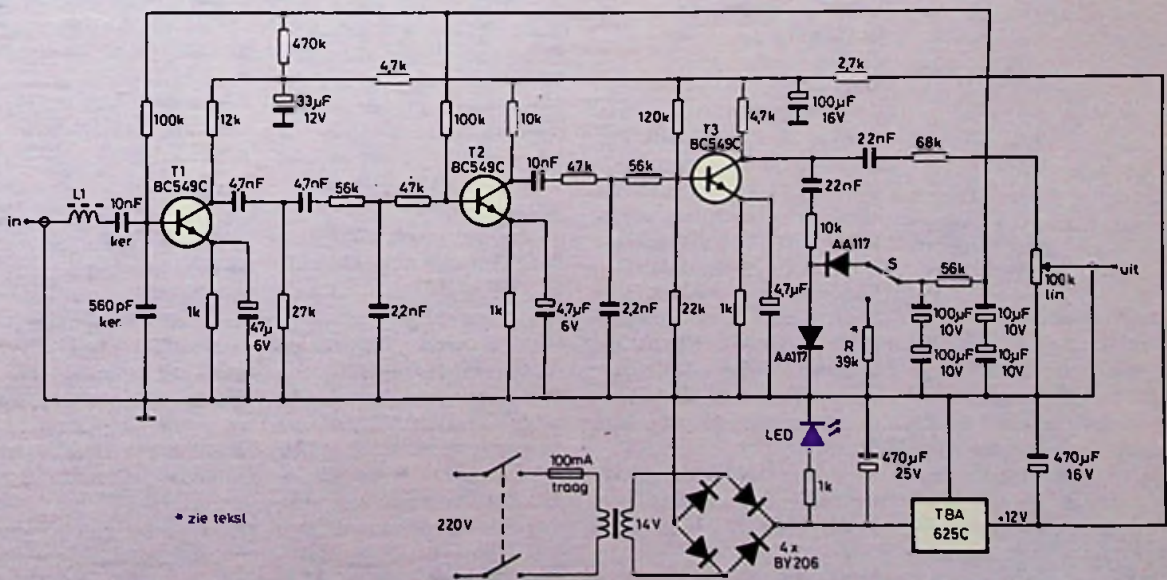 470k
4,7k
2,7k
100k
12k
33µF
12V
100k
10k
120k
4,7k
100µF
16V
T1
BC549C
T2
BC549C
T3
BC549C
L1
in
10nF
ker
4,7nF
4,7nF
56k
47k
10nF
47k
56k
22nF
68k
22nF
10k
AA117
S
56k
100k
lin
uit
560pF
ker.
1k
47µ
6V
27k
2,2nF
1k
4,7µF
6V
2,2nF
22k
1k
4,7µF
AA117
R*
39k
100µF
10V
10µF
10V
100µF
10V
10µF
10V
LED
1k
470µF
25V
470µF
16V
100mA
traag
220V
14V
4x
BY206
TBA
625C
+12V
* zie tekst